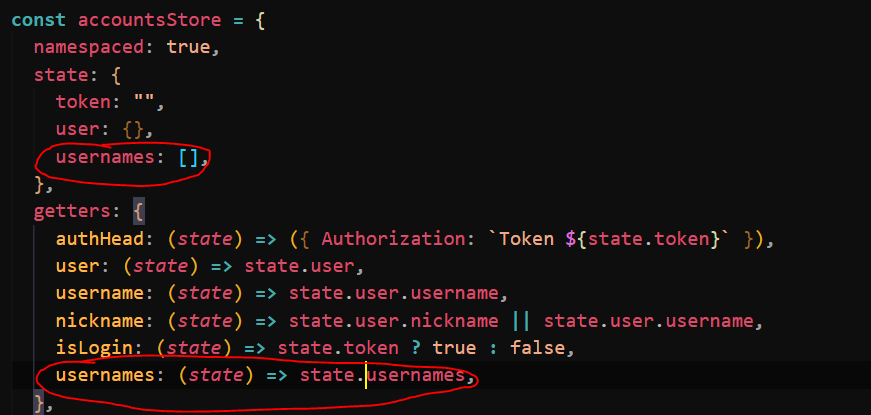 const accountsStore = {
namespaced: true,
state: {
token: "",
user: {},
usernames: [],
},
getters: {
authHead: (state) => ({ Authorization: `Token ${state.token}` }),
user: (state) => state.user,
username: (state) => state.user.username,
nickname: (state) => state.user.nickname || state.user.username,
isLogin: (state) => state.token ? true : false,
usernames: (state) => state.usernames,
},